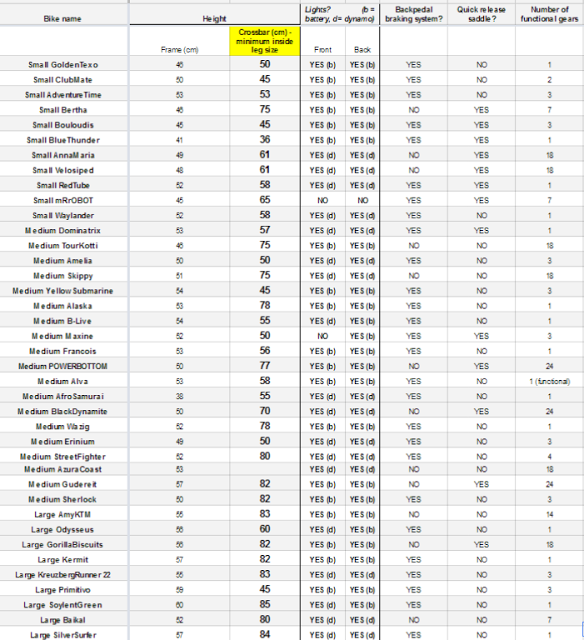 Bike name Height Lights? (b = battery, d= dynamo) Backpedal braking system? Quick release saddle? Number of functional gears
Frame (cm) Crossbar (cm) - minimum inside leg size Front Back
Small GoldenTexo 46 50 YES (b) YES (b) YES NO 1
Small ClubMate 50 45 YES (b) YES (b) YES NO 2
Small AdventureTime 53 53 YES (b) YES (b) YES NO 3
Small Bertha 46 75 YES (b) YES (b) NO YES 7
Small Bouloudis 45 45 YES (b) YES (b) YES YES 3
Small BlueThunder 41 36 YES (b) YES (b) YES YES 1
Small AnnaMaria 49 61 YES (d) YES (d) NO YES 18
Small Velosiped 48 61 YES (d) YES (d) NO YES 18
Small RedTube 52 58 YES (d) YES (d) YES YES 1
Small mRrOBOT 45 65 NO NO YES YES 7
Small Waylander 52 58 YES (d) YES (d) YES NO 1
Medium Dominatrix 53 57 YES (d) YES (d) YES YES 1
Medium TourKotti 46 75 YES (b) YES (b) NO NO 18
Medium Amelia 50 50 YES (d) YES (d) YES NO 3
Medium Skippy 51 75 YES (d) YES (d) NO NO 18
Medium YellowSubmarine 54 45 YES (b) YES (b) YES NO 3
Medium Alaska 53 78 YES (b) YES (b) YES NO 1
Medium B-Live 54 55 YES (d) YES (b) YES NO 1
Medium Maxine 52 50 NO YES (b) YES YES 3
Medium Francois 53 56 YES (b) YES (b) YES NO 1
Medium POWERBOTTOM 50 77 YES (b) YES (b) NO YES 24
Medium Alva 53 58 YES (b) YES (b) YES NO 1 (functional)
Medium AfroSamurai 38 55 YES (d) YES (d) YES NO 1
Medium BlackDynamite 50 70 YES (d) YES (d) NO YES 24
Medium Wazig 52 78 YES (b) YES (b) YES NO 1
Medium Erinium 49 50 YES (d) YES (d) YES NO 3
Medium StreetFighter 52 80 YES (d) YES (d) YES NO 4
Medium AzuraCoast 53 YES (d) YES (d) NO NO 18
Medium Gudereit 57 82 YES (b) YES (b) NO YES 24
Medium Sherlock 50 82 YES (b) YES (b) YES NO 3
Large AmyKTM 55 83 YES (b) YES (b) NO NO 14
Large Odysseus 56 60 YES (d) YES (b) YES NO 1
Large GorillaBiscuits 56 82 YES (b) YES (b) NO YES 18
Large Kermit 57 82 YES (b) YES (b) YES NO 1
Large KreuzbergRunner 22 55 83 YES (d) YES (d) NO NO 3
Large Primitivo 59 45 YES (b) YES (b) YES NO 3
Large SoylentGreen 60 85 YES (d) YES (b) YES NO 1
Large Baikal 52 80 YES (d) YES (d) NO NO 7
Large SilverSurfer 57 84 YES (d) YES (d) YES NO 1